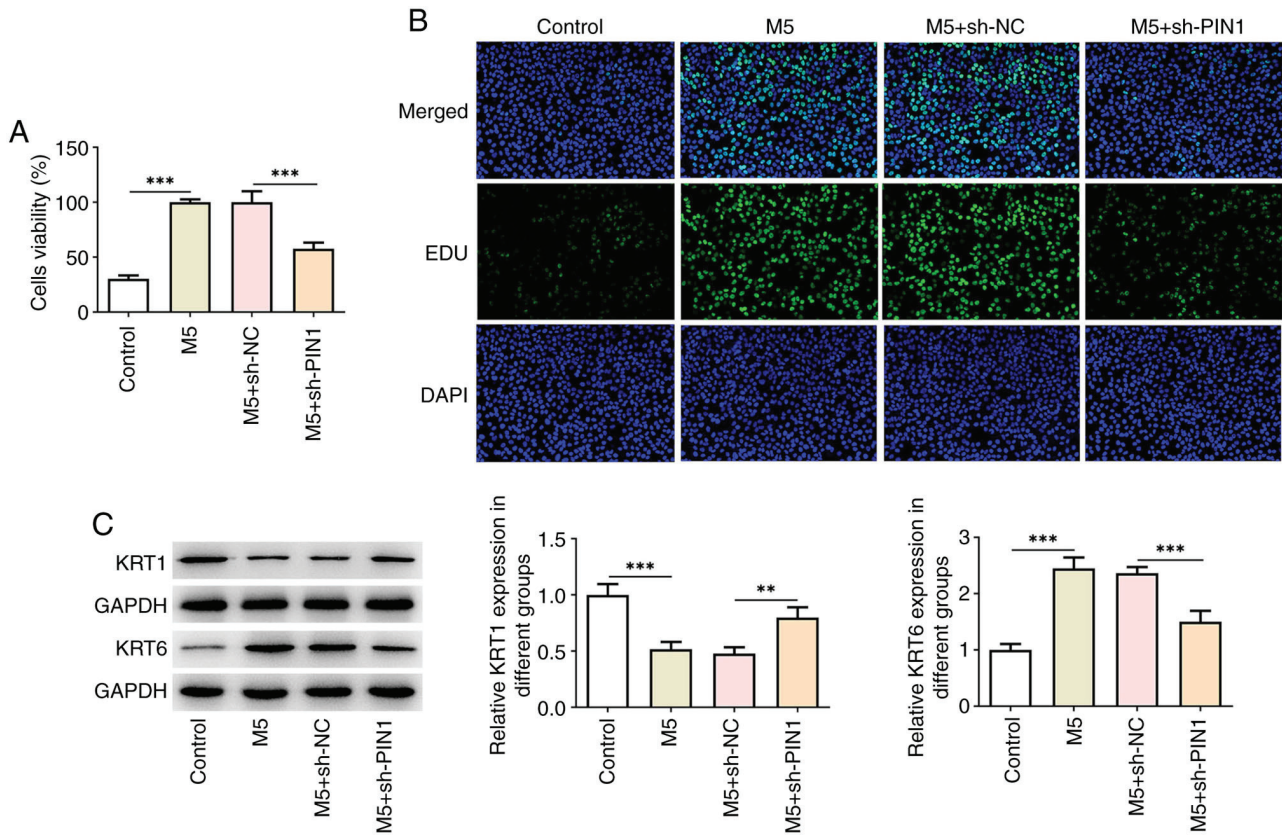 A
Cells viability (%)
150
100
50
0
***
***
Control
M5
M5+sh-NC
M5+sh-PIN1
B
Control
M5
M5+sh-NC
M5+sh-PIN1
Merged
EDU
DAPI
C
KRT1
GAPDH
KRT6
GAPDH
Control
M5
M5+sh-NC
M5+sh-PIN1
Relative KRT1 expression in
different groups
1.5
1.0
0.5
0.0
***
**
Control
M5
M5+sh-NC
M5+sh-PIN1
Relative KRT6 expression in
different groups
3
2
1
0
***
***
Control
M5
M5+sh-NC
M5+sh-PIN1